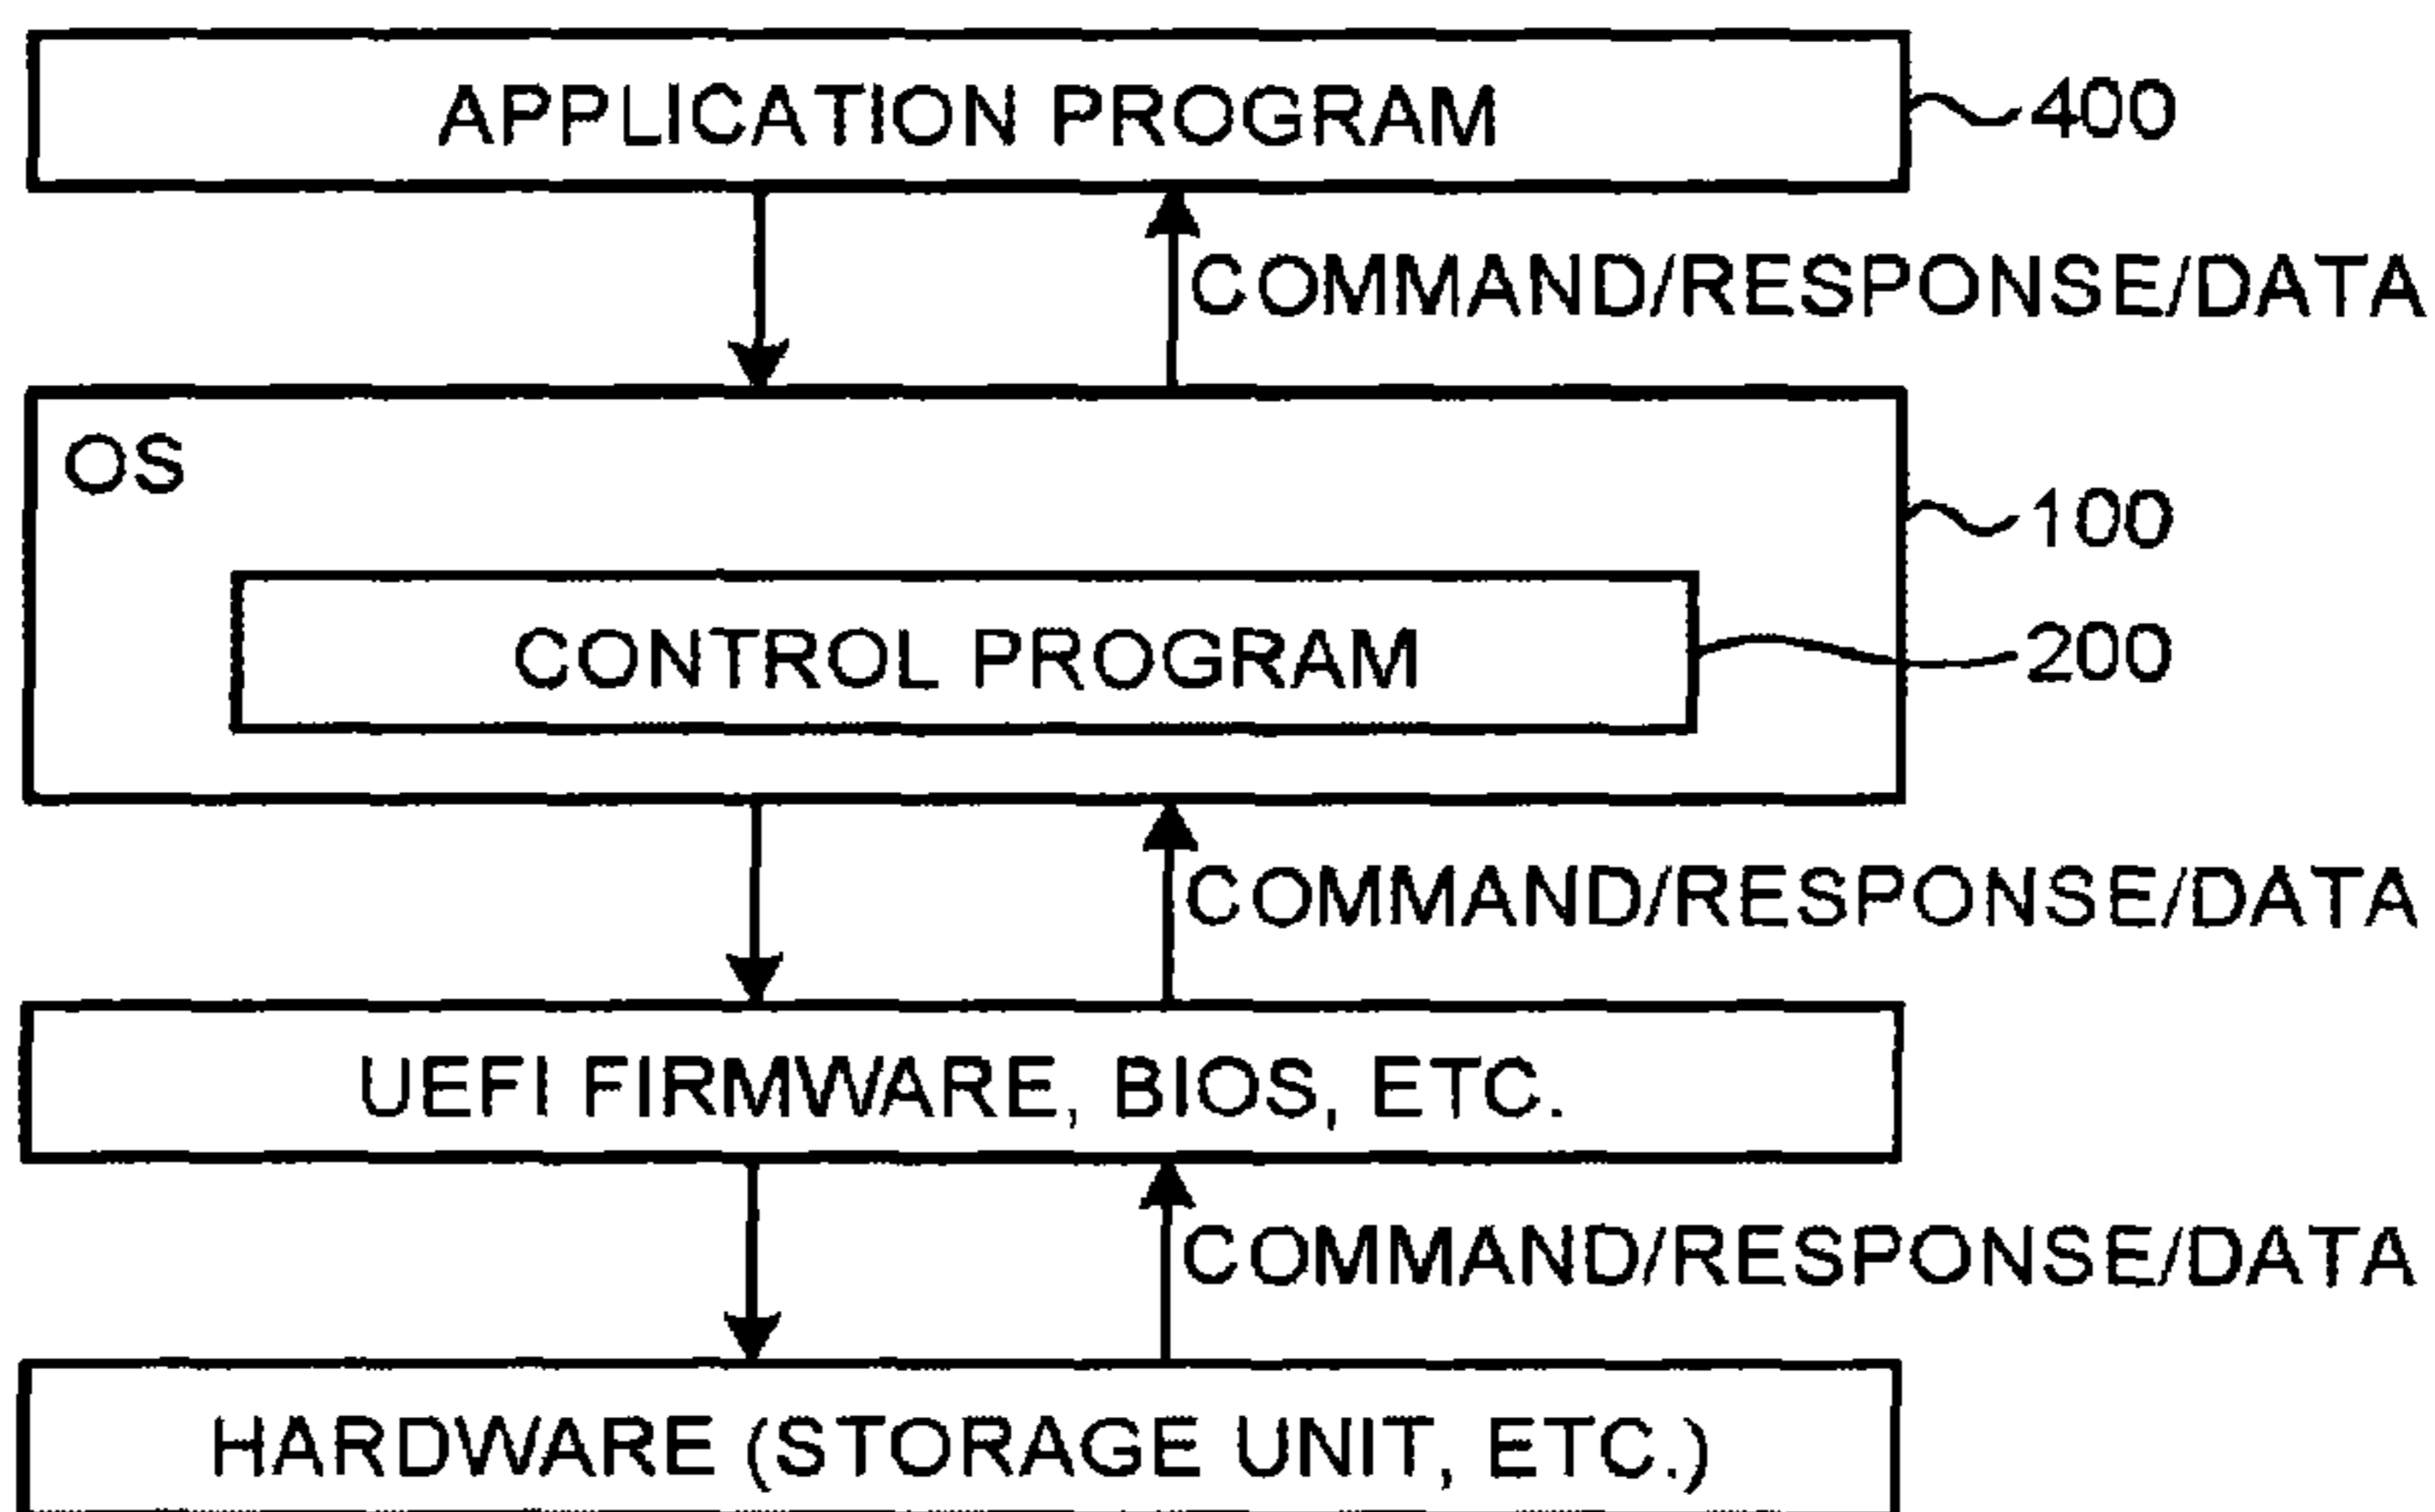 APPLICATION PROGRAM
400
COMMAND/RESPONSE/DATA
OS
100
CONTROL PROGRAM
200
COMMAND/RESPONSE/DATA
UEFI FIRMWARE, BIOS, ETC.
COMMAND/RESPONSE/DATA
HARDWARE (STORAGE UNIT, ETC.)